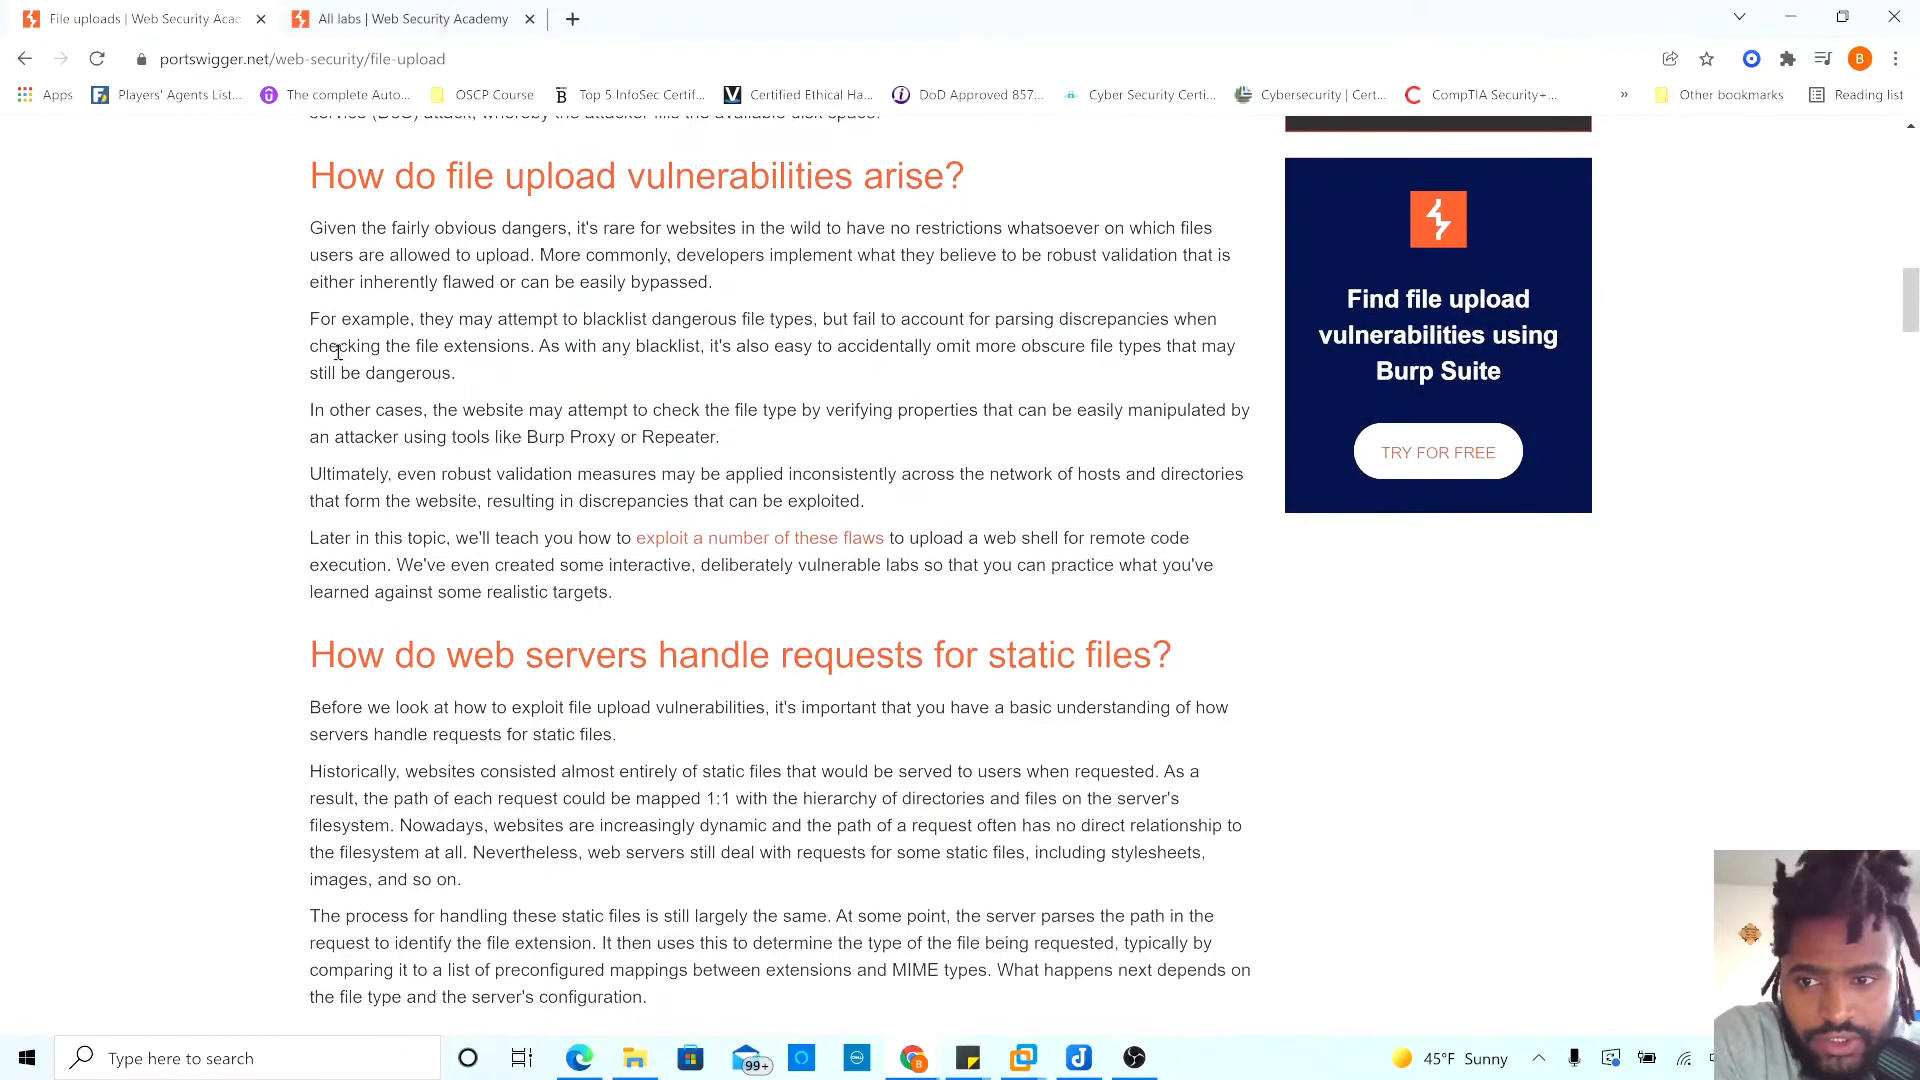 File uploads | Web Security Aca
All labs | Web Security Academy
portswigger.net/web-security/file-upload
B
Apps
Players' Agents List...
The complete Auto...
OSCP Course
Top 5 InfoSec Certif...
Certified Ethical Ha...
DoD Approved 857...
Cyber Security Certi...
Cybersecurity | Cert...
CompTIA Security+...
»
Other bookmarks
Reading list
service (DoS) attack, whereby the attacker fills the available disk space.
How do file upload vulnerabilities arise?
Given the fairly obvious dangers, it's rare for websites in the wild to have no restrictions whatsoever on which files
users are allowed to upload. More commonly, developers implement what they believe to be robust validation that is
either inherently flawed or can be easily bypassed.
For example, they may attempt to blacklist dangerous file types, but fail to account for parsing discrepancies when
checking the file extensions. As with any blacklist, it's also easy to accidentally omit more obscure file types that may
still be dangerous.
In other cases, the website may attempt to check the file type by verifying properties that can be easily manipulated by
an attacker using tools like Burp Proxy or Repeater.
Ultimately, even robust validation measures may be applied inconsistently across the network of hosts and directories
that form the website, resulting in discrepancies that can be exploited.
Later in this topic, we'll teach you how to exploit a number of these flaws to upload a web shell for remote code
execution. We've even created some interactive, deliberately vulnerable labs so that you can practice what you've
learned against some realistic targets.
How do web servers handle requests for static files?
Before we look at how to exploit file upload vulnerabilities, it's important that you have a basic understanding of how
servers handle requests for static files.
Historically, websites consisted almost entirely of static files that would be served to users when requested. As a
result, the path of each request could be mapped 1:1 with the hierarchy of directories and files on the server's
filesystem. Nowadays, websites are increasingly dynamic and the path of a request often has no direct relationship to
the filesystem at all. Nevertheless, web servers still deal with requests for some static files, including stylesheets,
images, and so on.
The process for handling these static files is still largely the same. At some point, the server parses the path in the
request to identify the file extension. It then uses this to determine the type of the file being requested, typically by
comparing it to a list of preconfigured mappings between extensions and MIME types. What happens next depends on
the file type and the server's configuration.
Find file upload
vulnerabilities using
Burp Suite
TRY FOR FREE
Type here to search
99+
DELL
45°F Sunny